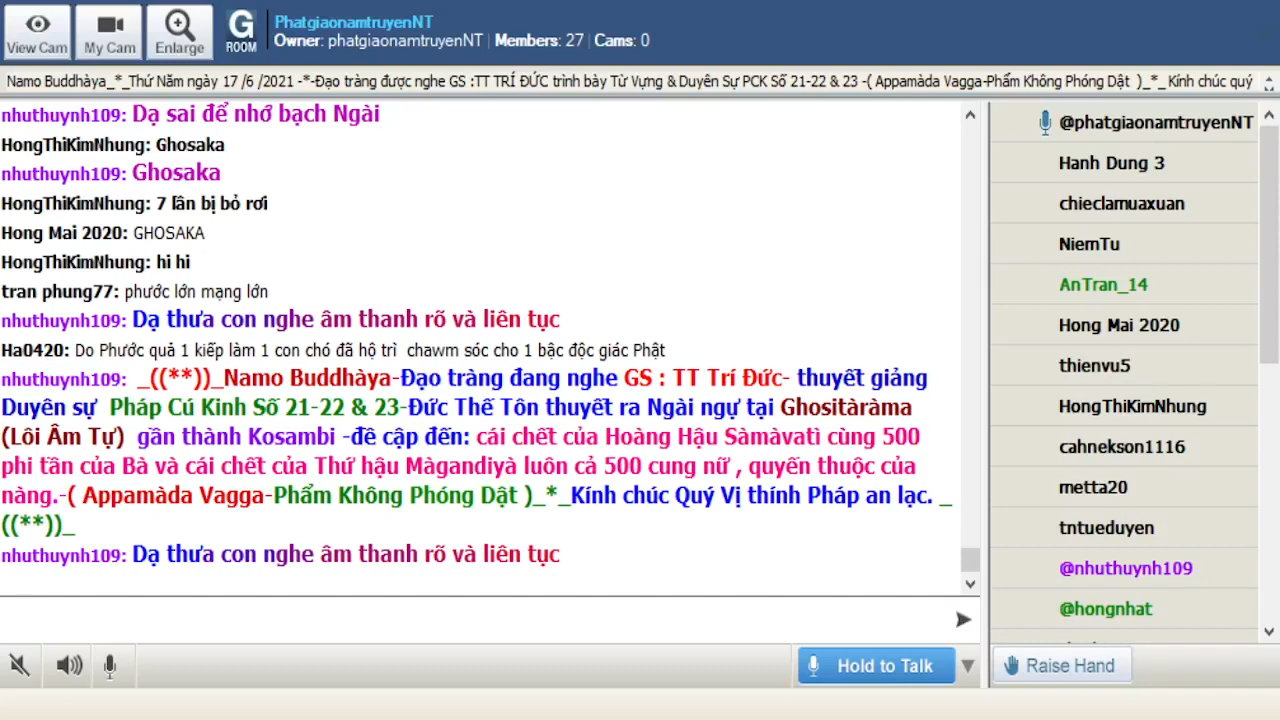 View Cam
My Cam
Enlarge
G
ROOM
PhatgiaonamtruyenNT
Owner: phatgiaonamtruyenNT | Members: 27 | Cams: 0
Namo Buddhàya_*_Thứ Năm ngày 17 /6 /2021 -*-Đạo tràng được nghe GS :TT TRÍ ĐỨC trình bày Từ Vựng & Duyên Sự PCK Số 21-22 & 23 -( Appamàda Vagga-Phẩm Không Phóng Dật )_*_Kính chúc quý
nhuthuynh109: Dạ sai để nhớ bạch Ngài
HongThiKimNhung: Ghosaka
nhuthuynh109: Ghosaka
HongThiKimNhung: 7 lần bị bỏ rơi
Hong Mai 2020: GHOSAKA
HongThiKimNhung: hi hi
tran phung77: phước lớn mạng lớn
nhuthuynh109: Dạ thưa con nghe âm thanh rõ và liên tục
Ha0420: Do Phước quả 1 kiếp làm 1 con chó đã hộ trì chawm sóc cho 1 bậc độc giác Phật
nhuthuynh109: _((**))_Namo Buddhàya-Đạo tràng đang nghe GS : TT Trí Đức- thuyết giảng
Duyên sự Pháp Cú Kinh Số 21-22 & 23-Đức Thế Tôn thuyết ra Ngài ngự tại Ghositàràma
(Lôi Âm Tự) gần thành Kosambi -đề cập đến: cái chết của Hoàng Hậu Sàmàvatì cùng 500
phi tần của Bà và cái chết của Thứ hậu Màgandiyà luôn cả 500 cung nữ , quyến thuộc của
nàng.-( Appamàda Vagga-Phẩm Không Phóng Dật )_*_Kính chúc Quý Vị thính Pháp an lạc. _
((**))_
nhuthuynh109: Dạ thưa con nghe âm thanh rõ và liên tục
@phatgiaonamtruyenNT
Hanh Dung 3
chieclamuaxuan
NiemTu
AnTran_14
Hong Mai 2020
thienvu5
HongThiKimNhung
cahnekson1116
metta20
tntueduyen
@nhuthuynh109
@hongnhat
Hold to Talk
Raise Hand